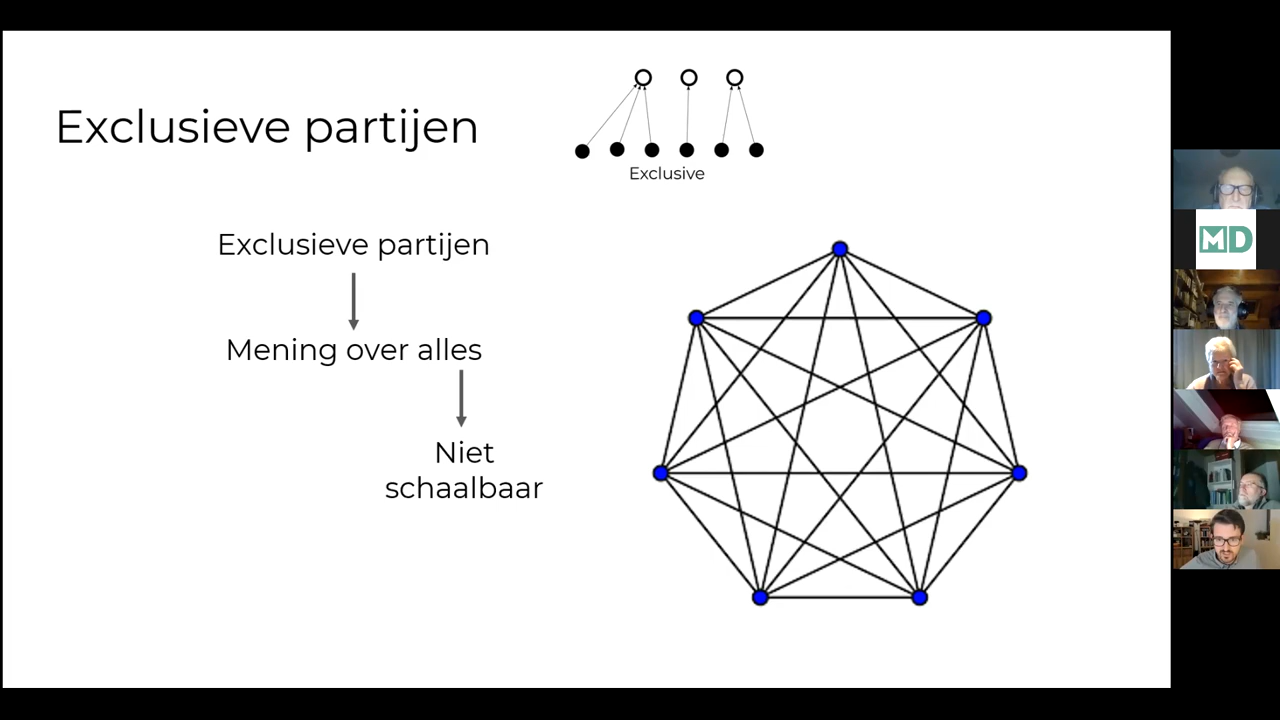 Exclusieve partijen
Exclusive
Exclusieve partijen
Mening over alles
Niet
schaalbaar
MD